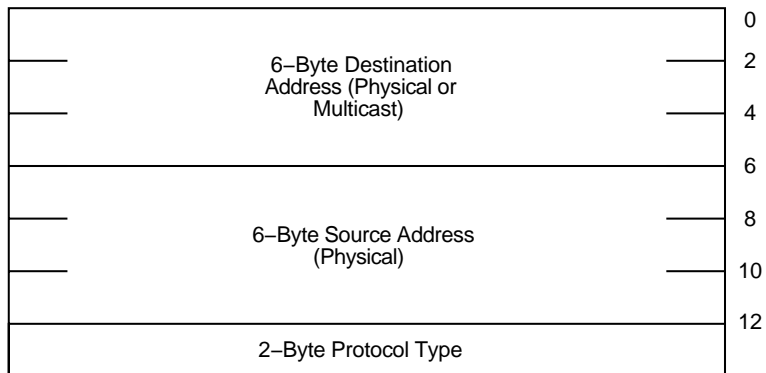 0
6−Byte Destination
Address (Physical or
Multicast)
2
4
6
8
6−Byte Source Address
(Physical)
10
12
2−Byte Protocol Type